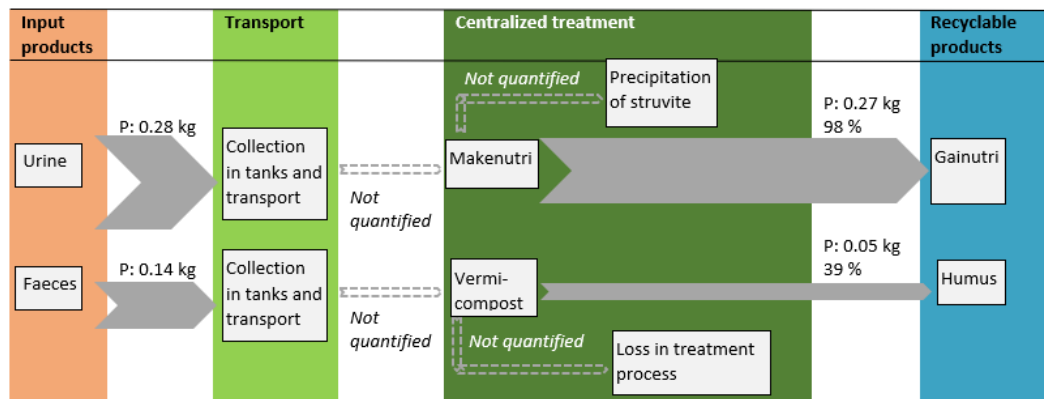 Input
products
Transport
Centralized treatment
Recyclable
products
Not quantified
Precipitation
of struvite
P: 0.28 kg
P: 0.27 kg
98 %
Urine
Collection
in tanks and
transport
Not
quantified
Makenutri
Gainutri
P: 0.14 kg
P: 0.05 kg
39 %
Faeces
Collection
in tanks and
transport
Not
quantified
Vermi-
compost
Humus
Not quantified
Loss in treatment
process